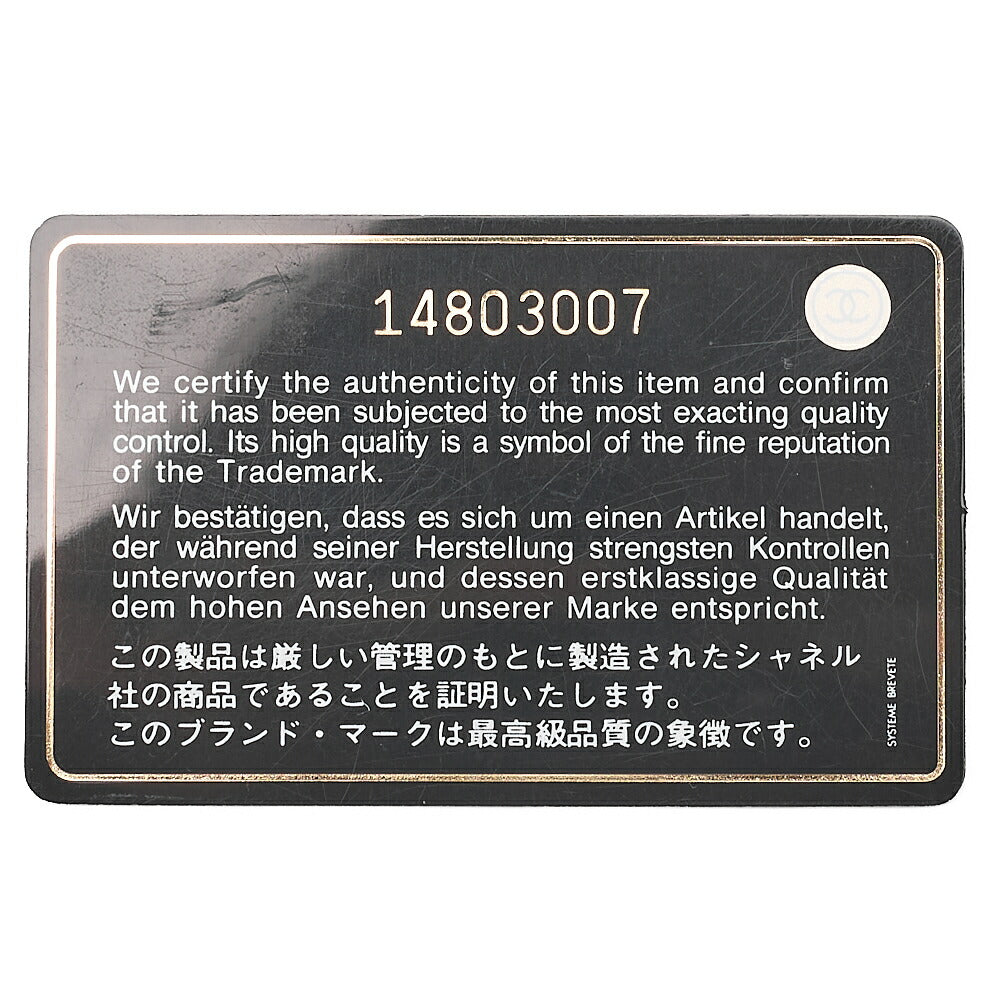 14803007
We certify the authenticity of this item and confirm
that it has been subjected to the most exacting quality
control. Its high quality is a symbol of the fine reputation
of the Trademark.
Wir bestätigen, dass es sich um einen Artikel handelt,
der während seiner Herstellung strengsten Kontrollen
unterworfen war, und dessen erstklassige Qualität
dem hohen Ansehen unserer Marke entspricht.
この製品は厳しい管理のもとに製造されたシャネル
社の商品であることを証明いたします。
このブランド・マークは最高級品質の象徴です。
SYSTEME BREVETE